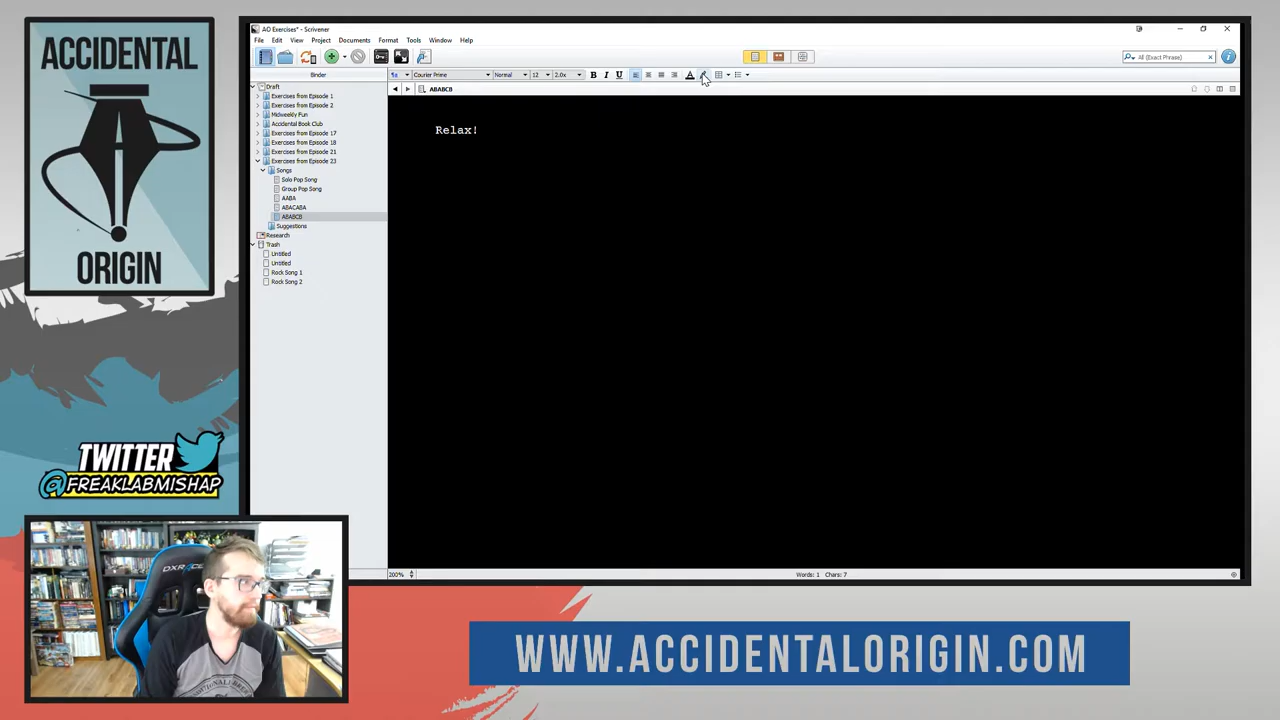 ACCIDENTAL
ORIGIN
TWITTER
@FREAKLABMISHAP
AO Exercises* - Scrivener
File Edit View Project Documents Format Tools Window Help
All (Exact Phrase)
Binder
¶a Courier Prime Normal 12 2.0x B I U A
ABABCB
Draft
Exercises from Episode 1
Exercises from Episode 2
Midweekly Fun
Accidental Book Club
Exercises from Episode 17
Exercises from Episode 18
Exercises from Episode 21
Exercises from Episode 23
Songs
Solo Pop Song
Group Pop Song
AABA
ABACABA
ABABCB
Suggestions
Research
Trash
Untitled
Untitled
Rock Song 1
Rock Song 2
Relax!
200%
Words: 1 Chars: 7
DXRACER
WWW.ACCIDENTALORIGIN.COM